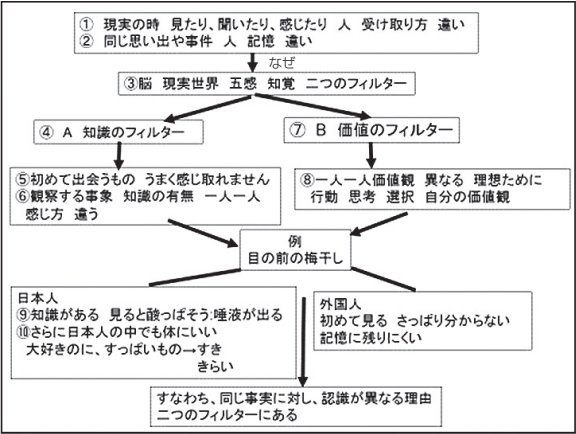 ① 現実の時 見たり、聞いたり、感じたり 人 受け取り方 違い
② 同じ思い出や事件 人 記憶 違い
なぜ
③脳 現実世界 五感 知覚 二つのフィルター
④ A 知識のフィルター
⑦ B 価値のフィルター
⑤初めて出会うもの うまく感じ取れません
⑥観察する事象 知識の有無 一人一人
感じ方 違う
⑧一人一人価値観 異なる 理想ために
行動 思考 選択 自分の価値観
例
目の前の梅干し
日本人
⑨知識がある 見ると酸っぱそう:唾液が出る
⑩さらに日本人の中でも体にいい
大好きのに、すっぱいもの→すき
きらい
外国人
初めて見る さっぱり分からない
記憶に残りにくい
すなわち、同じ事実に対し、認識が異なる理由
二つのフィルターにある